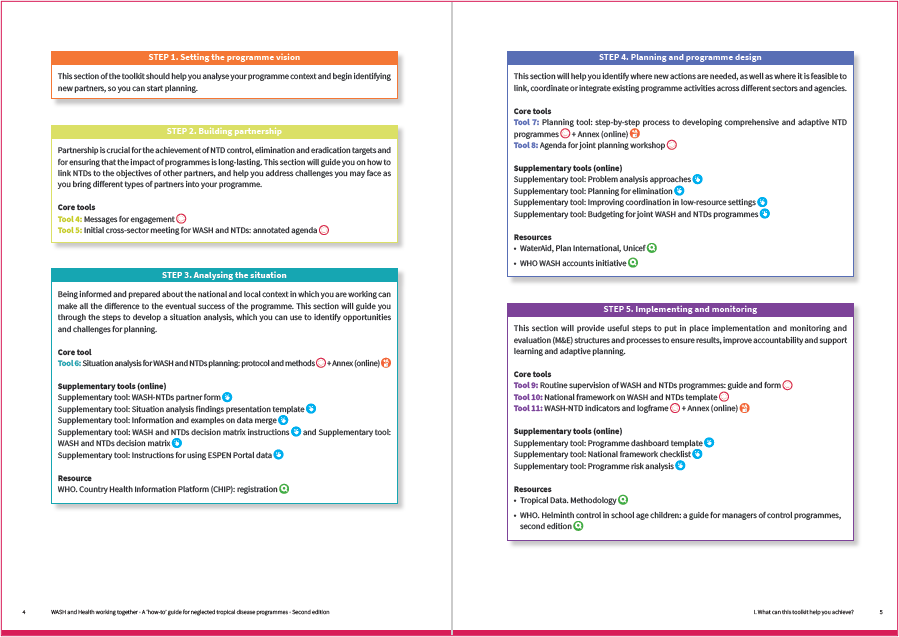 STEP 1. Setting the programme vision
This section of the toolkit should help you analyse your programme context and begin identifying
new partners, so you can start planning.
STEP 2. Building partnership
Partnership is crucial for the achievement of NTD control, elimination and eradication targets and
for ensuring that the impact of programmes is long-lasting. This section will guide you on how to
link NTDs to the objectives of other partners, and help you address challenges you may face as
you bring different types of partners into your programme.
Core tools
Tool 4: Messages for engagement
Tool 5: Initial cross-sector meeting for WASH and NTDs: annotated agenda
STEP 3. Analysing the situation
Being informed and prepared about the national and local context in which you are working can
make all the difference to the eventual success of the programme. This section will guide you
through the steps to develop a situation analysis, which you can use to identify opportunities
and challenges for planning.
Core tool
Tool 6: Situation analysis for WASH and NTDs planning: protocol and methods + Annex (online)
Supplementary tools (online)
Supplementary tool: WASH-NTDs partner form
Supplementary tool: Situation analysis findings presentation template
Supplementary tool: Information and examples on data merge
Supplementary tool: WASH and NTDs decision matrix instructions and Supplementary tool:
WASH and NTDs decision matrix
Supplementary tool: Instructions for using ESPEN Portal data
Resource
WHO. Country Health Information Platform (CHIP): registration
4 WASH and Health working together - A 'how-to' guide for neglected tropical disease programmes - Second edition
STEP 4. Planning and programme design
This section will help you identify where new actions are needed, as well as where it is feasible to
link, coordinate or integrate existing programme activities across different sectors and agencies.
Core tools
Tool 7: Planning tool: step-by-step process to developing comprehensive and adaptive NTD
programmes + Annex (online)
Tool 8: Agenda for joint planning workshop
Supplementary tools (online)
Supplementary tool: Problem analysis approaches
Supplementary tool: Planning for elimination
Supplementary tool: Improving coordination in low-resource settings
Supplementary tool: Budgeting for joint WASH and NTDs programmes
Resources
• WaterAid, Plan International, Unicef
• WHO WASH accounts initiative
STEP 5. Implementing and monitoring
This section will provide useful steps to put in place implementation and monitoring and
evaluation (M&E) structures and processes to ensure results, improve accountability and support
learning and adaptive planning.
Core tools
Tool 9: Routine supervision of WASH and NTDs programmes: guide and form
Tool 10: National framework on WASH and NTDs template
Tool 11: WASH-NTD indicators and logframe + Annex (online)
Supplementary tools (online)
Supplementary tool: Programme dashboard template
Supplementary tool: National framework checklist
Supplementary tool: Programme risk analysis
Resources
• Tropical Data. Methodology
• WHO. Helminth control in school age children: a guide for managers of control programmes,
second edition
I. What can this toolkit help you achieve? 5